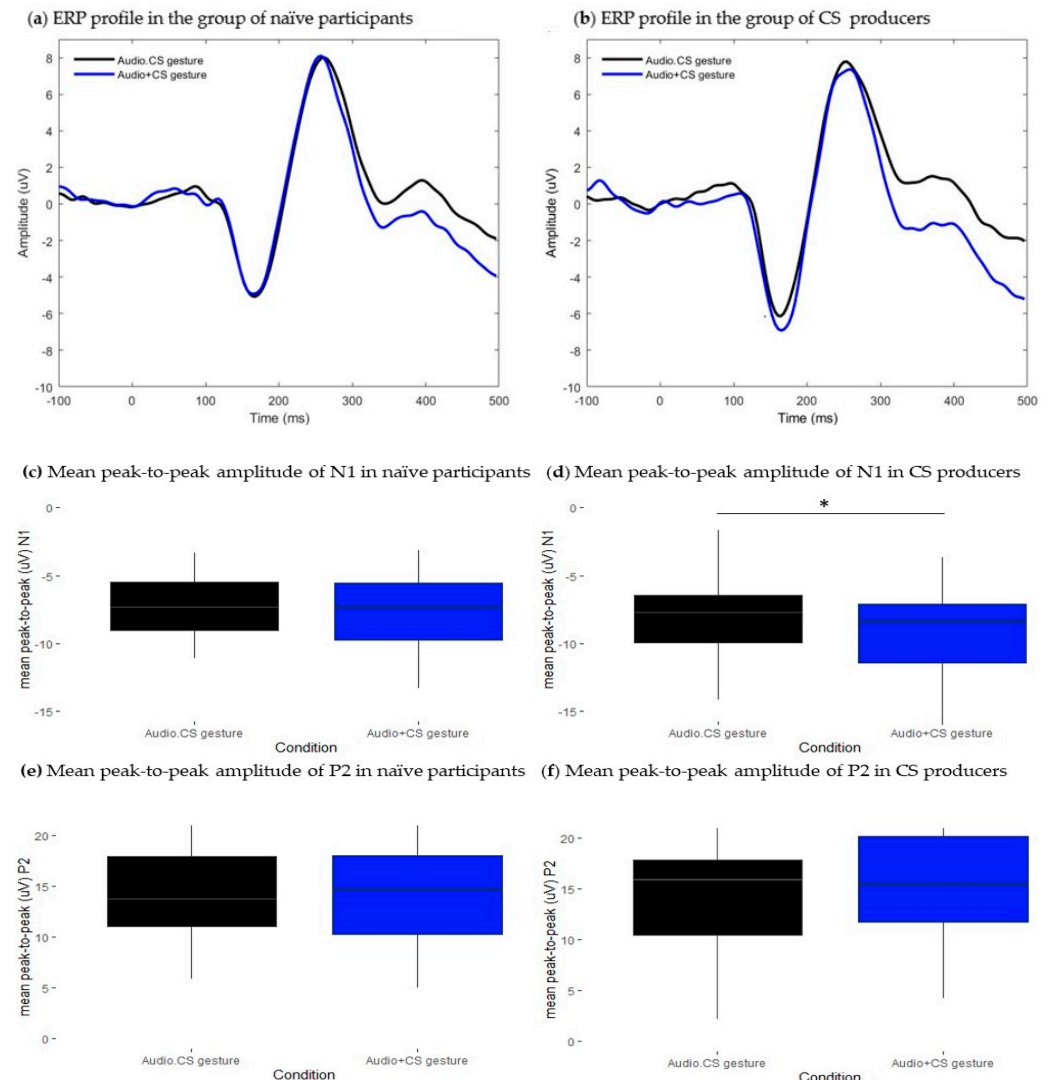 (a) ERP profile in the group of naïve participants
(b) ERP profile in the group of CS producers
8
6
4
2
0
-2
-4
-6
-8
-10
Amplitude (uV)
Audio.CS gesture
Audio+CS gesture
-100 0 100 200 300 400 500
Time (ms)
8
6
4
2
0
-2
-4
-6
-8
-10
Amplitude (uV)
Audio.CS gesture
Audio+CS gesture
-100 0 100 200 300 400 500
Time (ms)
(c) Mean peak-to-peak amplitude of N1 in naïve participants
(d) Mean peak-to-peak amplitude of N1 in CS producers
0
-5
-10
-15
mean peak-to-peak (uV) N1
Audio.CS gesture Audio+CS gesture
Condition
*
0
-5
-10
-15
mean peak-to-peak (uV) N1
Audio.CS gesture Audio+CS gesture
Condition
(e) Mean peak-to-peak amplitude of P2 in naïve participants
(f) Mean peak-to-peak amplitude of P2 in CS producers
20
15
10
5
0
mean peak-to-peak (uV) P2
Audio.CS gesture Audio+CS gesture
Condition
20
15
10
5
0
mean peak-to-peak (uV) P2
Audio.CS gesture Audio+CS gesture
Condition